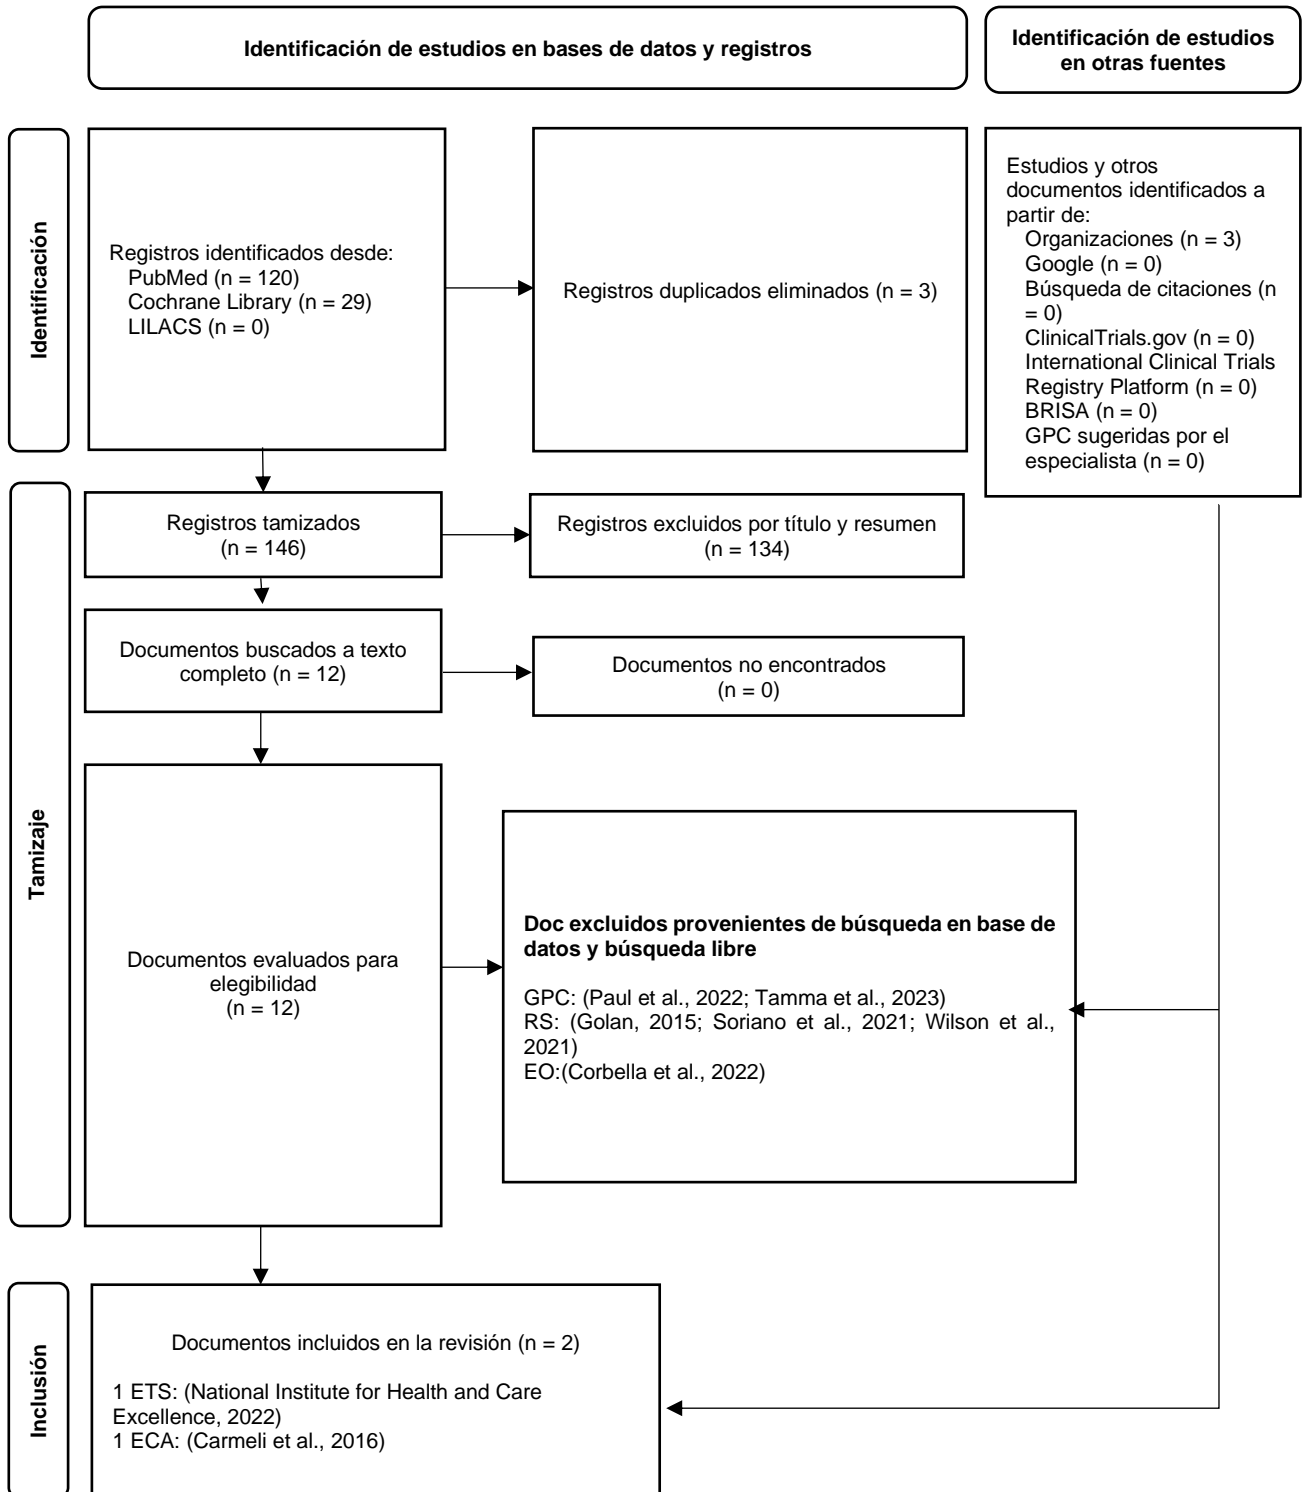 Identificación de estudios en bases de datos y registros
Identificación de estudios
en otras fuentes
Identificación
Registros identificados desde:
PubMed (n = 120)
Cochrane Library (n = 29)
LILACS (n = 0)
Registros duplicados eliminados (n = 3)
Estudios y otros
documentos identificados a
partir de:
Organizaciones (n = 3)
Google (n = 0)
Búsqueda de citaciones (n
= 0)
ClinicalTrials.gov (n = 0)
International Clinical Trials
Registry Platform (n = 0)
BRISA (n = 0)
GPC sugeridas por el
especialista (n = 0)
Tamizaje
Registros tamizados
(n = 146)
Registros excluidos por título y resumen
(n = 134)
Documentos buscados a texto
completo (n = 12)
Documentos no encontrados
(n = 0)
Documentos evaluados para
elegibilidad
(n = 12)
Doc excluidos provenientes de búsqueda en base de
datos y búsqueda libre
GPC: (Paul et al., 2022; Tamma et al., 2023)
RS: (Golan, 2015; Soriano et al., 2021; Wilson et al.,
2021)
EO:(Corbella et al., 2022)
Inclusión
Documentos incluidos en la revisión (n = 2)
1 ETS: (National Institute for Health and Care
Excellence, 2022)
1 ECA: (Carmeli et al., 2016)